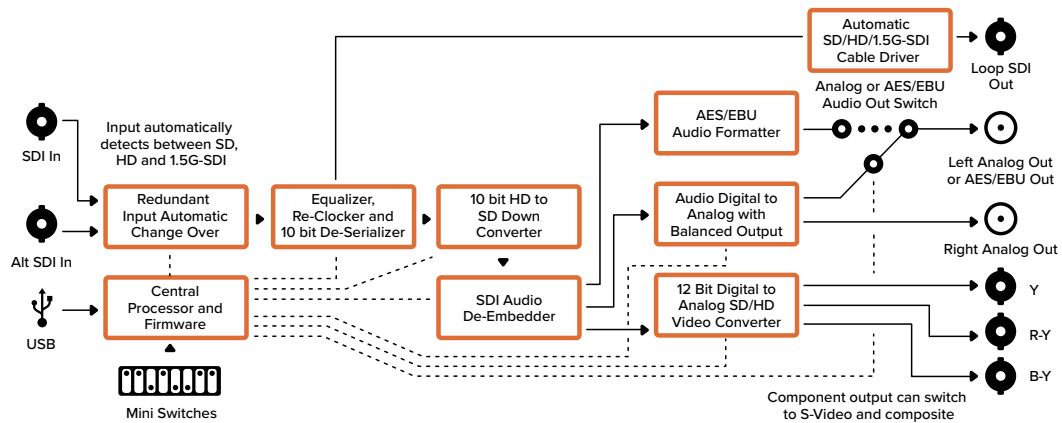 Automatic
SD/HD/1.5G-SDI
Cable Driver
Loop SDI
Out
Analog or AES/EBU
Audio Out Switch
SDI In
Input automatically
detects between SD,
HD and 1.5G-SDI
AES/EBU
Audio Formatter
Left Analog Out
or AES/EBU Out
Alt SDI In
Redundant
Input Automatic
Change Over
Equalizer,
Re-Clocker and
10 bit De-Serializer
10 bit HD to
SD Down
Converter
Audio Digital to
Analog with
Balanced Output
Right Analog Out
USB
Central
Processor and
Firmware
SDI Audio
De-Embedder
12 Bit Digital to
Analog SD/HD
Video Converter
Y
R-Y
B-Y
Mini Switches
Component output can switch
to S-Video and composite